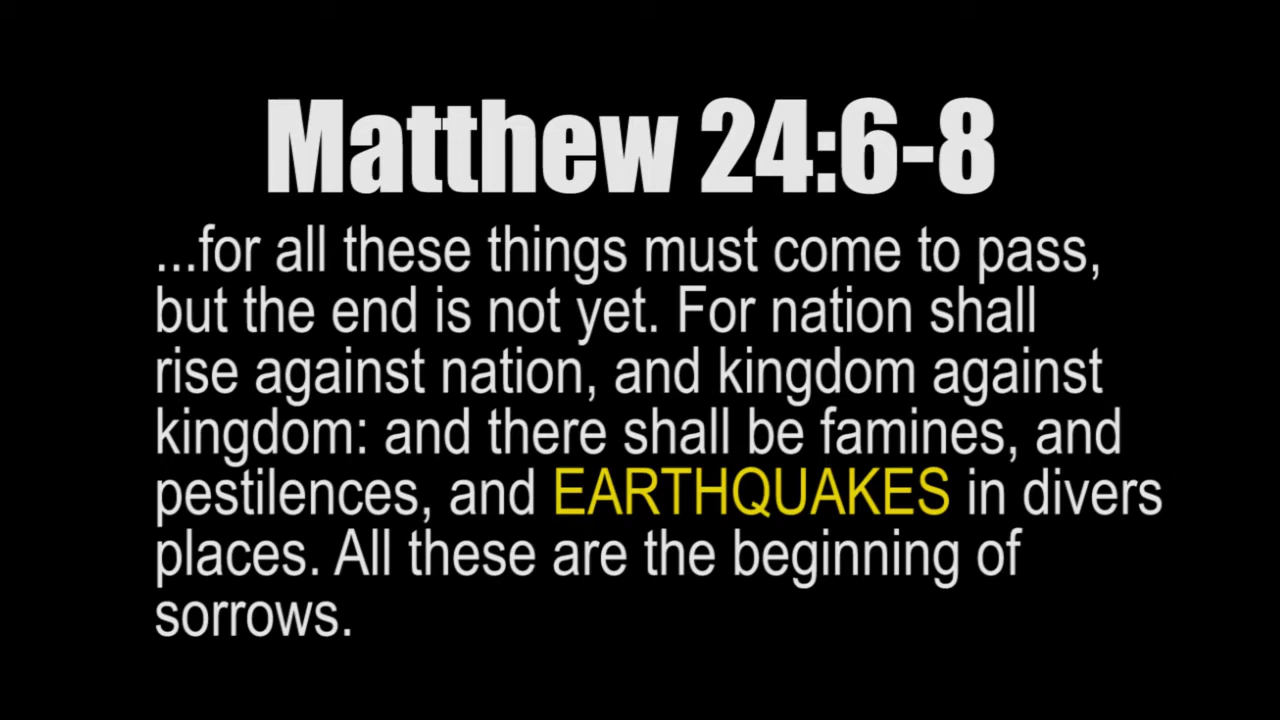 Matthew 24:6-8
...for all these things must come to pass,
but the end is not yet. For nation shall
rise against nation, and kingdom against
kingdom: and there shall be famines, and
pestilences, and EARTHQUAKES in divers
places. All these are the beginning of
sorrows.